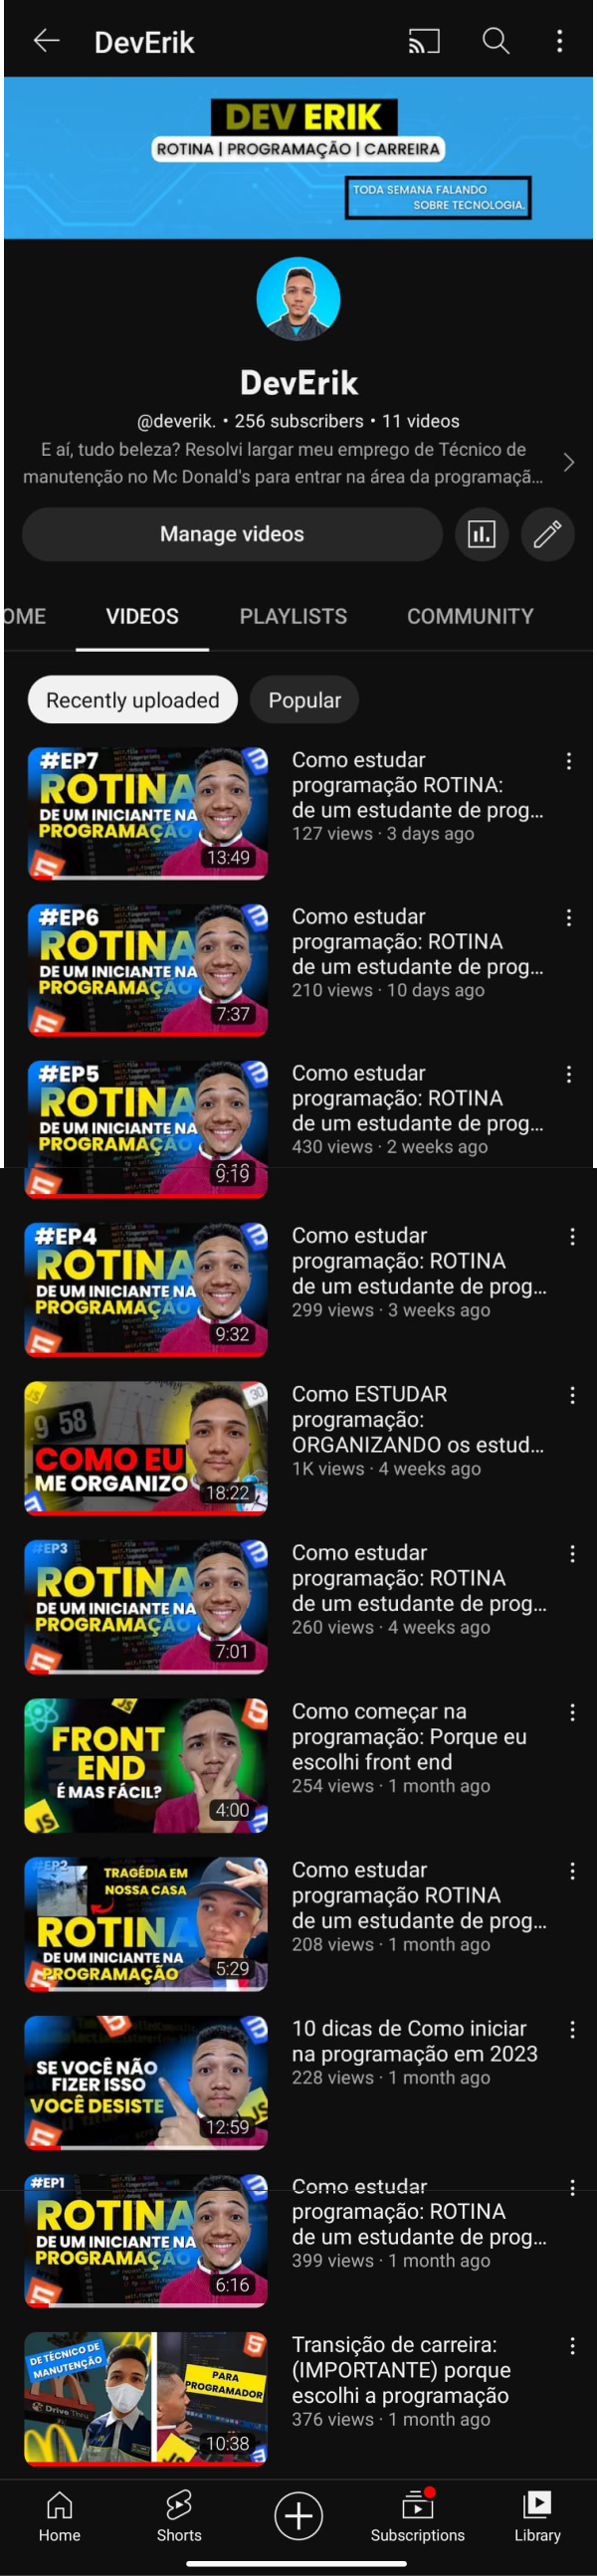 DevErik
DEV ERIK
ROTINA | PROGRAMAÇÃO | CARREIRA
TODA SEMANA FALANDO
SOBRE TECNOLOGIA.
DevErik
@deverik. • 256 subscribers • 11 videos
E aí, tudo beleza? Resolvi largar meu emprego de Técnico de
manutenção no Mc Donald's para entrar na área da programaçã...
Manage videos
OME VIDEOS PLAYLISTS COMMUNITY
Recently uploaded Popular
#EP7
ROTINA
DE UM INICIANTE NA
PROGRAMAÇÃO
13:49
Como estudar
programação ROTINA:
de um estudante de prog...
127 views · 3 days ago
#EP6
ROTINA
DE UM INICIANTE NA
PROGRAMAÇÃO
7:37
Como estudar
programação: ROTINA
de um estudante de prog...
210 views · 10 days ago
#EP5
ROTINA
DE UM INICIANTE NA
PROGRAMAÇÃO
9:19
Como estudar
programação: ROTINA
de um estudante de prog...
430 views · 2 weeks ago
#EP4
ROTINA
DE UM INICIANTE NA
PROGRAMAÇÃO
9:32
Como estudar
programação: ROTINA
de um estudante de prog...
299 views · 3 weeks ago
JS
30
9 58
COMO EU
ME ORGANIZO
18:22
Como ESTUDAR
programação:
ORGANIZANDO os estud...
1K views · 4 weeks ago
#EP3
ROTINA
DE UM INICIANTE NA
PROGRAMAÇÃO
7:01
Como estudar
programação: ROTINA
de um estudante de prog...
260 views · 4 weeks ago
JS
FRONT
END
É MAS FÁCIL?
JS
4:00
Como começar na
programação: Porque eu
escolhi front end
254 views · 1 month ago
#EP2
TRAGÉDIA EM
NOSSA CASA
ROTINA
DE UM INICIANTE NA
PROGRAMAÇÃO
5:29
Como estudar
programação ROTINA
de um estudante de prog...
208 views · 1 month ago
SE VOCÊ NÃO
FIZER ISSO
VOCÊ DESISTE
JS
12:59
10 dicas de Como iniciar
na programação em 2023
228 views · 1 month ago
#EP1
ROTINA
DE UM INICIANTE NA
PROGRAMAÇÃO
6:16
Como estudar
programação: ROTINA
de um estudante de prog...
399 views · 1 month ago
DE TÉCNICO DE
MANUTENÇÃO
Drive Thru
PARA
PROGRAMADOR
JS
10:38
Transição de carreira:
(IMPORTANTE) porque
escolhi a programação
376 views · 1 month ago
Home Shorts Subscriptions Library